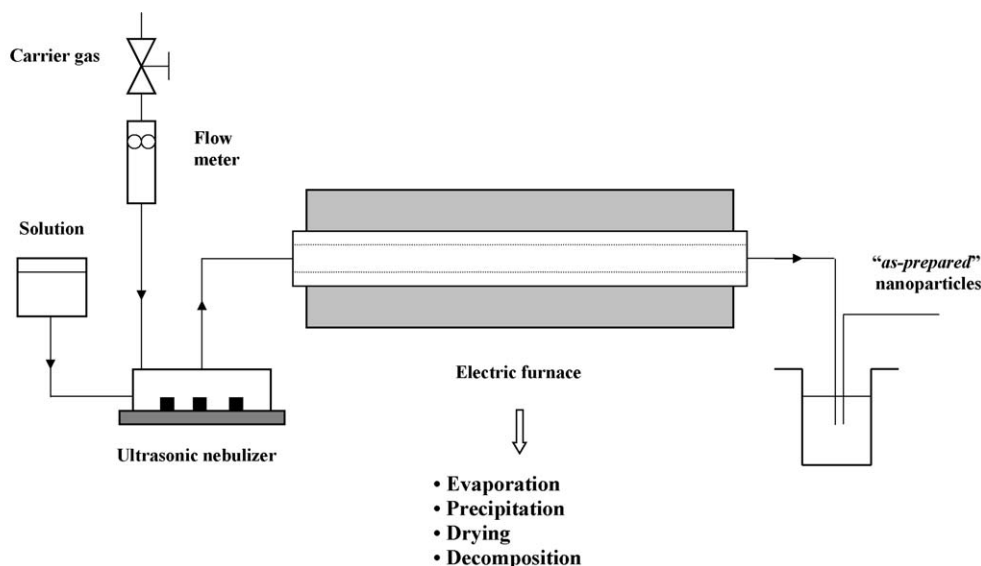 Carrier gas
Flow
meter
Solution
"as-prepared"
nanoparticles
Electric furnace
Ultrasonic nebulizer
• Evaporation
• Precipitation
• Drying
• Decomposition